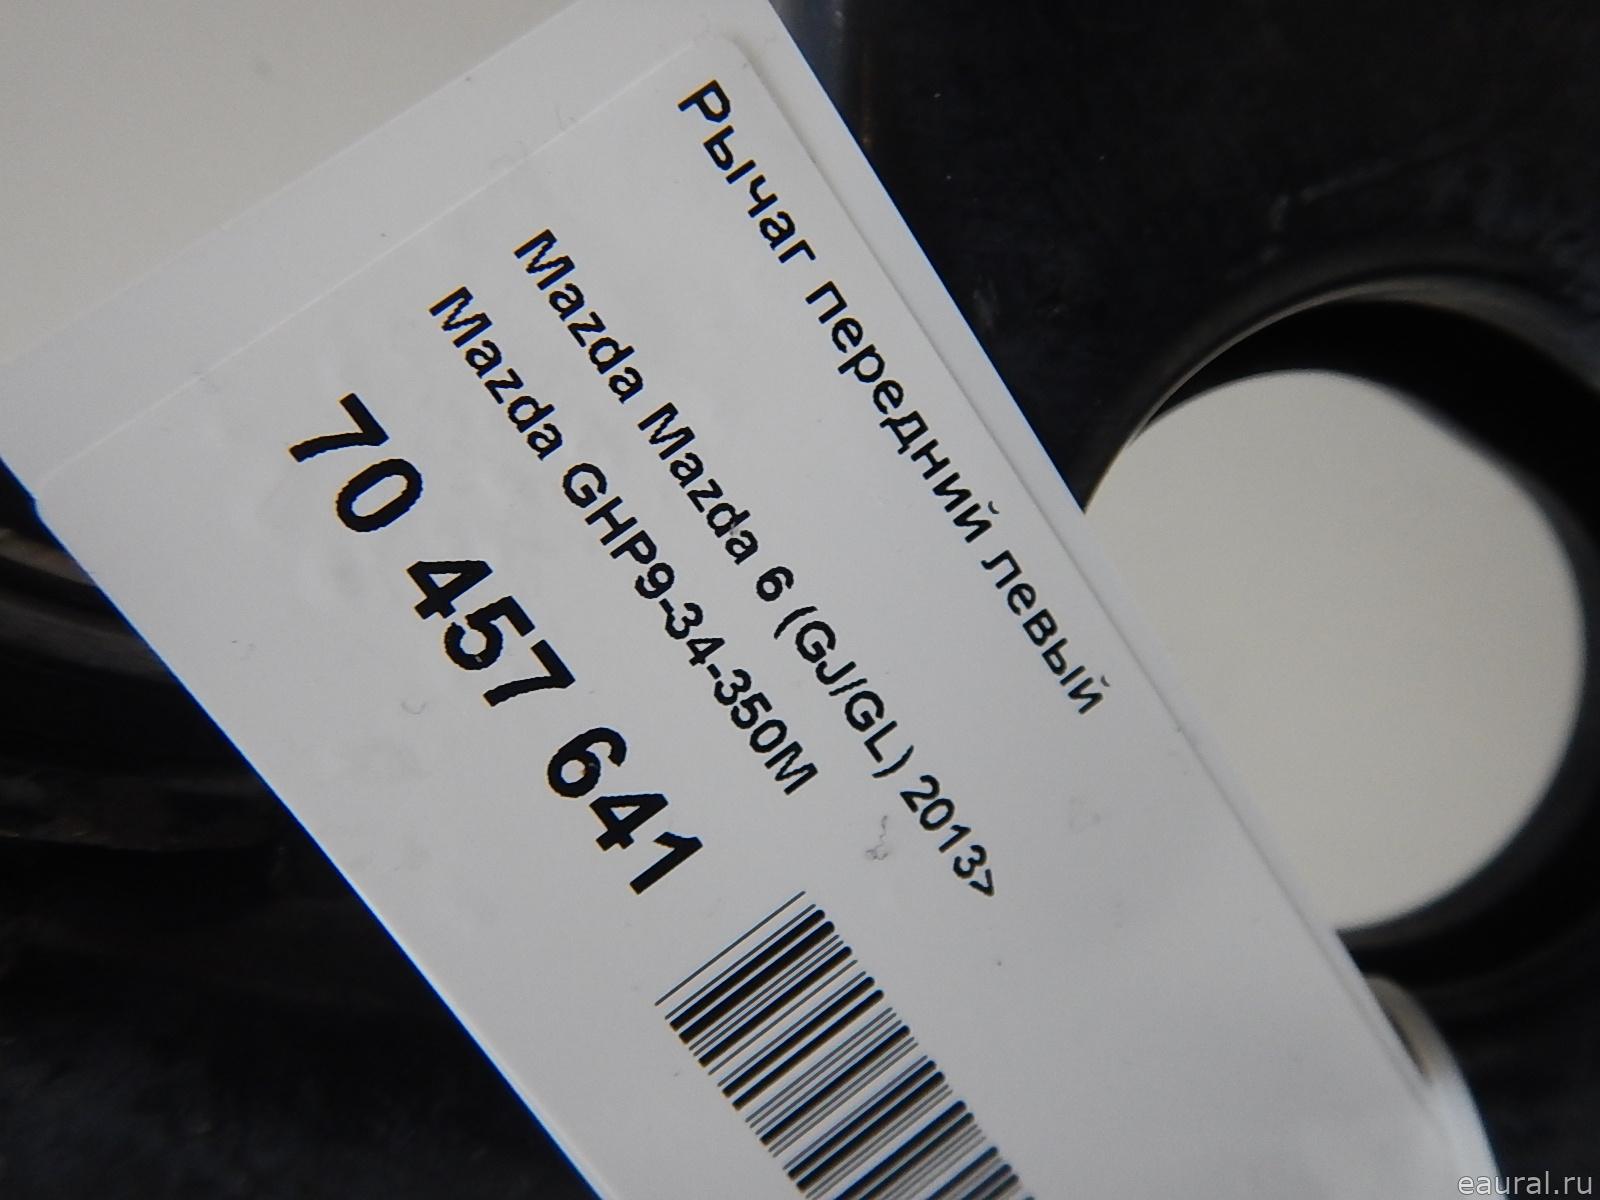 Рычаг передний левый
Mazda Mazda 6 (GJ/GL) 2013>
Mazda GHP9-34-350M
70 457 641
eaural.ru